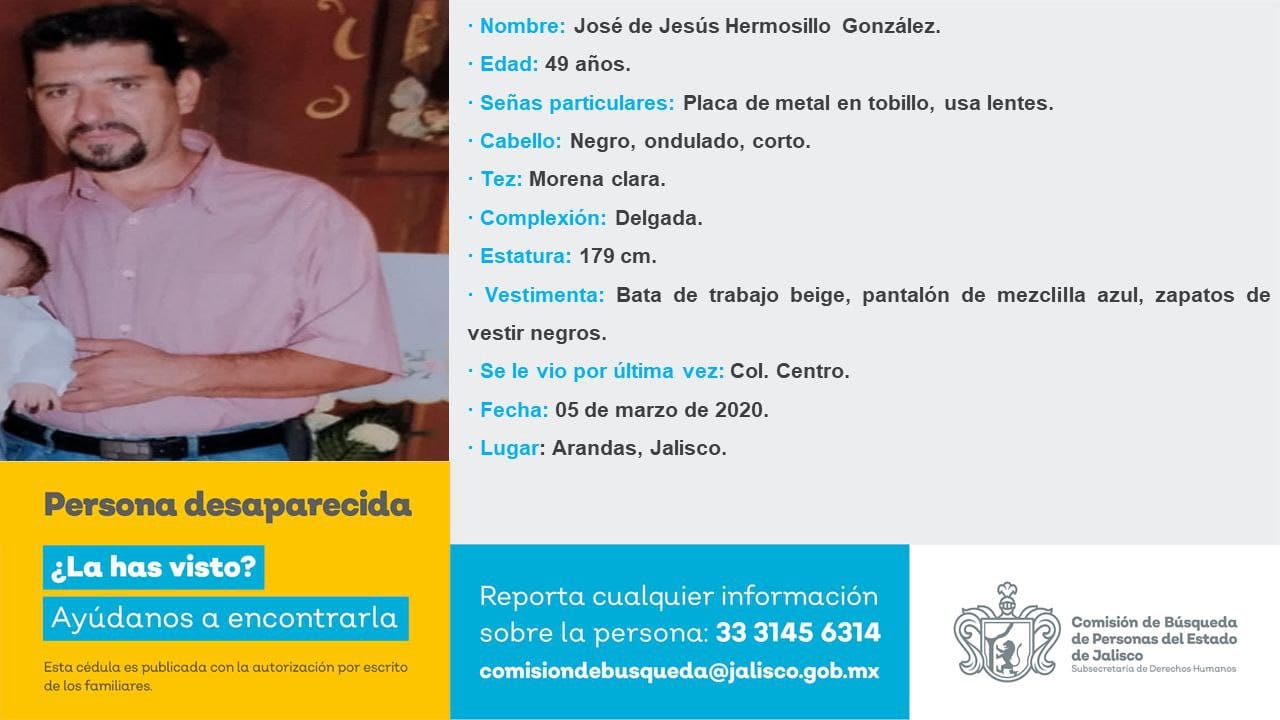 · Nombre: José de Jesús Hermosillo González.
· Edad: 49 años.
· Señas particulares: Placa de metal en tobillo, usa lentes.
· Cabello: Negro, ondulado, corto.
· Tez: Morena clara.
· Complexión: Delgada.
· Estatura: 179 cm.
· Vestimenta: Bata de trabajo beige, pantalón de mezclilla azul, zapatos de
vestir negros.
· Se le vio por última vez: Col. Centro.
· Fecha: 05 de marzo de 2020.
· Lugar: Arandas, Jalisco.
Persona desaparecida
¿La has visto?
Ayúdanos a encontrarla
Esta cédula es publicada con la autorización por escrito
de los familiares.
Reporta cualquier información
sobre la persona: 33 3145 6314
comisiondebusqueda@jalisco.gob.mx
Comisión de Búsqueda
de Personas del Estado
de Jalisco
Subsecretaría de Derechos Humanos